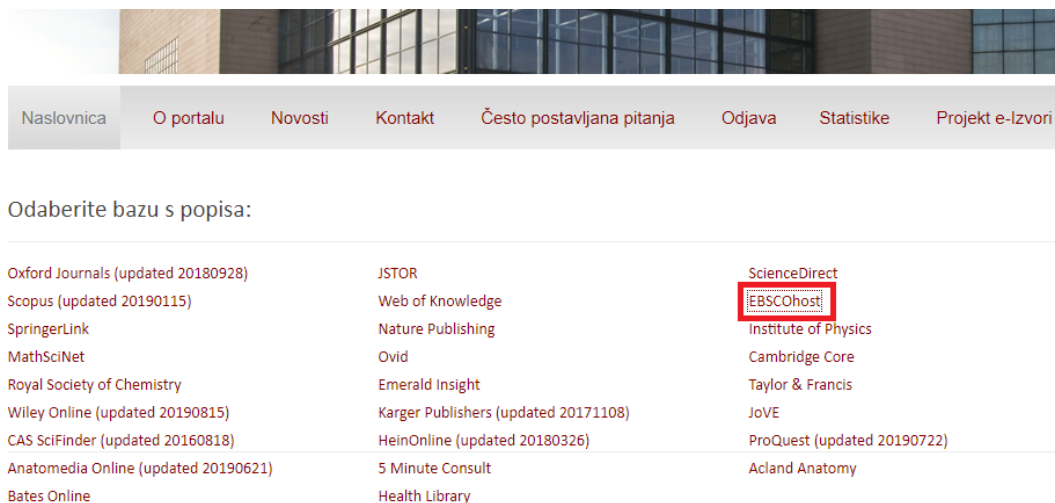 Naslovnica O portalu Novosti Kontakt Često postavljana pitanja Odjava Statistike Projekt e-Izvori
Odaberite bazu s popisa:
Oxford Journals (updated 20180928) JSTOR ScienceDirect
Scopus (updated 20190115) Web of Knowledge EBSCOhost
SpringerLink Nature Publishing Institute of Physics
MathSciNet Ovid Cambridge Core
Royal Society of Chemistry Emerald Insight Taylor & Francis
Wiley Online (updated 20190815) Karger Publishers (updated 20171108) JoVE
CAS SciFinder (updated 20160818) HeinOnline (updated 20180326) ProQuest (updated 20190722)
Anatomedia Online (updated 20190621) 5 Minute Consult Acland Anatomy
Bates Online Health Library